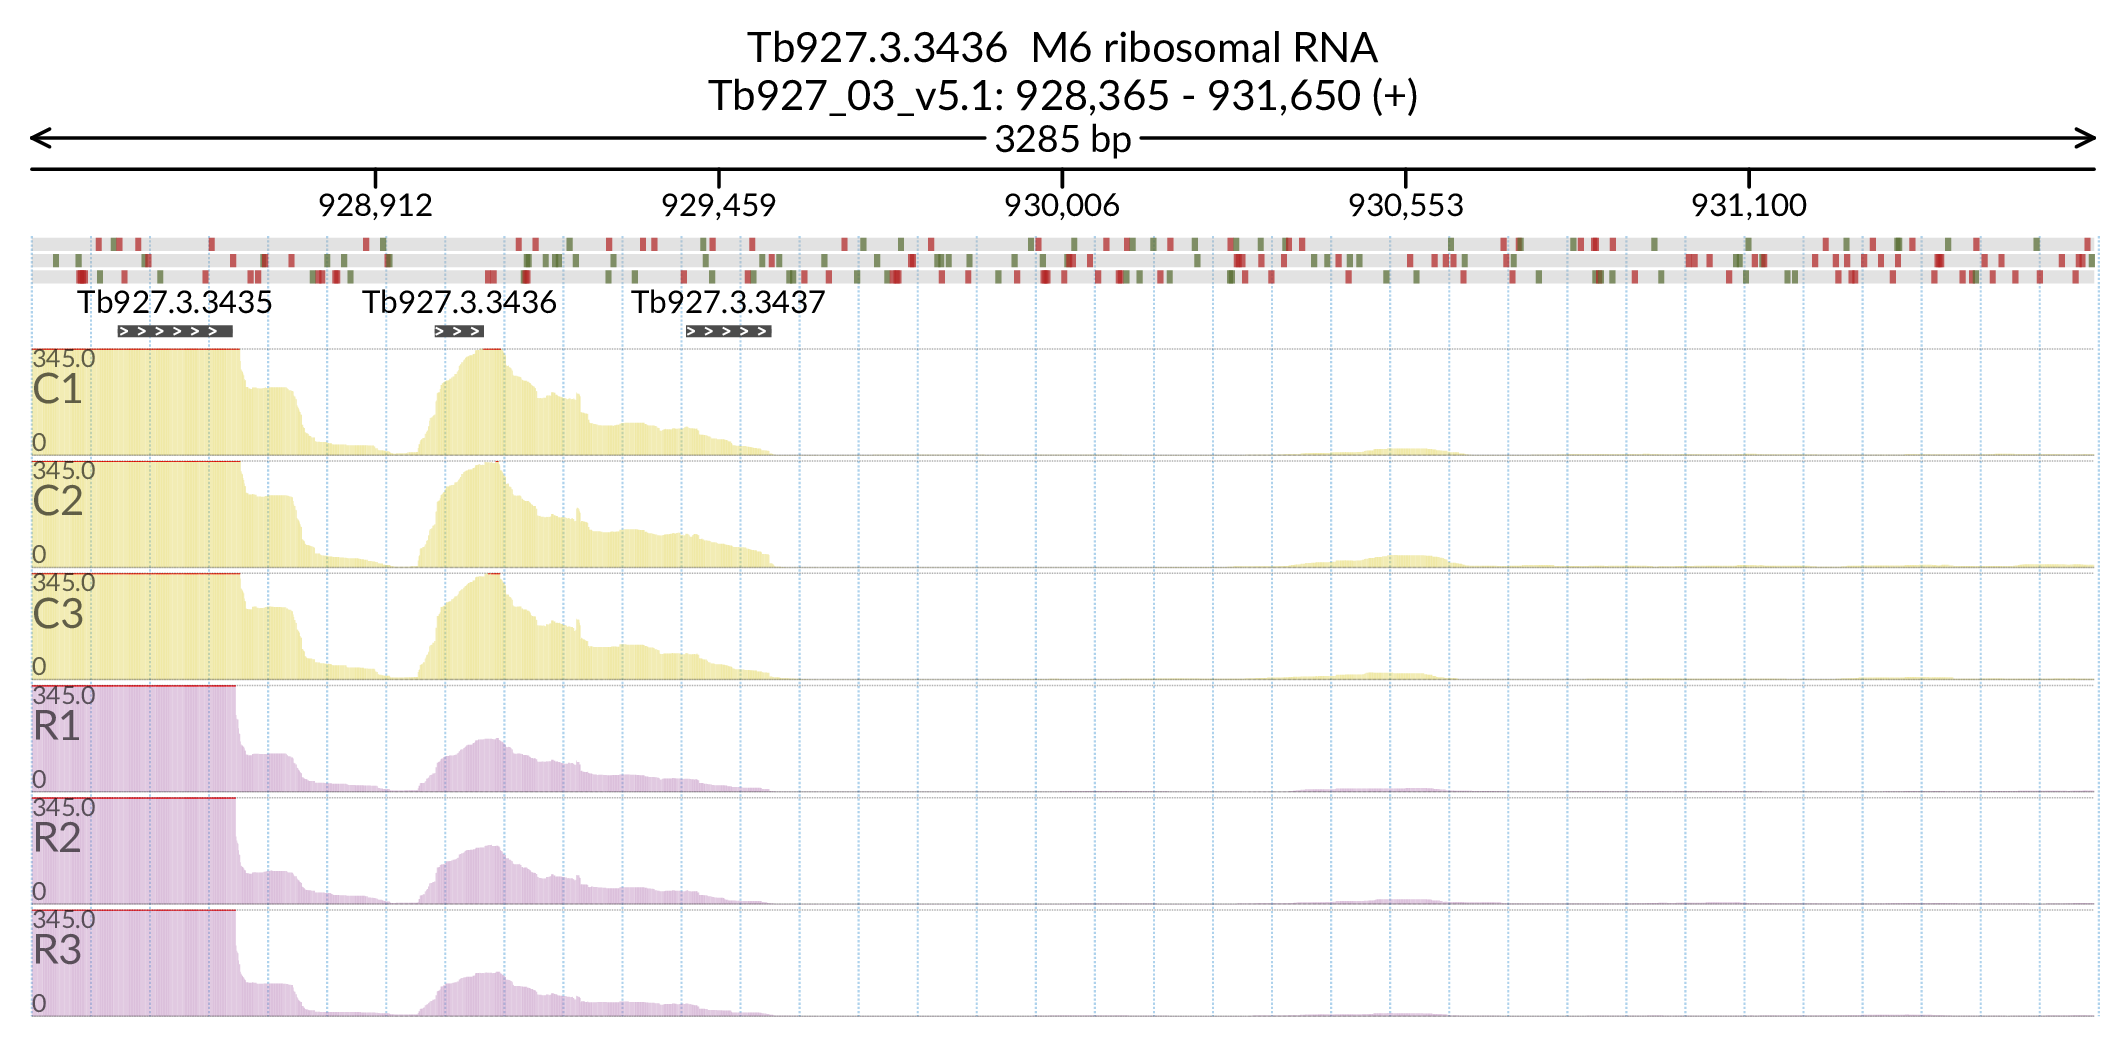 Tb927.3.3436  M6 ribosomal RNA
Tb927_03_v5.1: 928,365 - 931,650 (+)
3285 bp
928,912 929,459 930,006 930,553 931,100
Tb927.3.3435 Tb927.3.3436 Tb927.3.3437
345.0
C1
0
345.0
C2
0
345.0
C3
0
345.0
R1
0
345.0
R2
0
345.0
R3
0